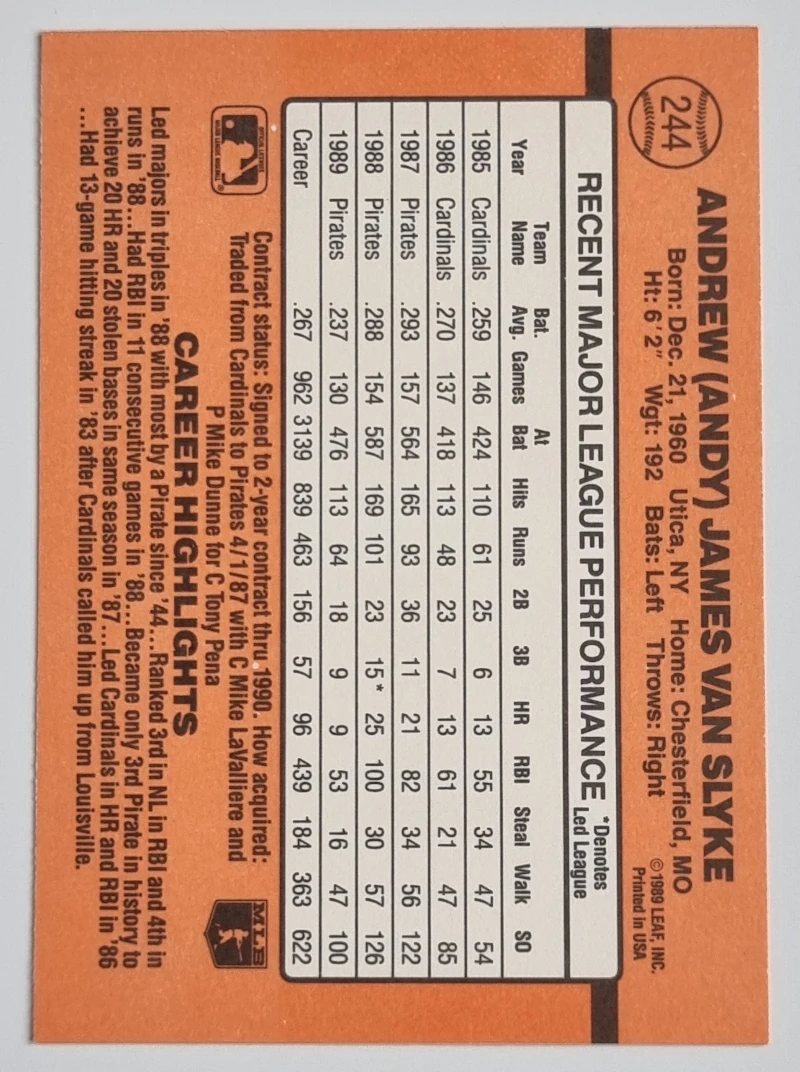 244
ANDREW (ANDY) JAMES VAN SLYKE
Born: Dec. 21, 1960 Utica, NY Home: Chesterfield, MO
Ht: 6'2" Wgt: 192 Bats: Left Throws: Right
© 1989 LEAF, INC.
Printed in USA
RECENT MAJOR LEAGUE PERFORMANCE *Denotes Led League
Year Team Name Bat. Avg. Games At Bat Hits Runs 2B 3B HR RBI Steal Walk SO
1985 Cardinals .259 146 424 110 61 25 6 13 55 34 47 54
1986 Cardinals .270 137 418 113 48 23 7 13 61 21 47 85
1987 Pirates .293 157 564 165 93 36 11 21 82 34 56 122
1988 Pirates .288 154 587 169 101 23 15* 25 100 30 57 126
1989 Pirates .237 130 476 113 64 18 9 9 53 16 47 100
Career .267 962 3139 839 463 156 57 96 439 184 363 622
Contract status: Signed to 2-year contract thru 1990. How acquired:
Traded from Cardinals to Pirates 4/1/87 with C Mike LaValliere and
P Mike Dunne for C Tony Pena
MLB
CAREER HIGHLIGHTS
Led majors in triples in '88 with most by a Pirate since '44...Ranked 3rd in NL in RBI and 4th in
runs in '88...Had RBI in 11 consecutive games in '88...Became only 3rd Pirate in history to
achieve 20 HR and 20 stolen bases in same season in '87...Led Cardinals in HR and RBI in '86
...Had 13-game hitting streak in '83 after Cardinals called him up from Louisville.